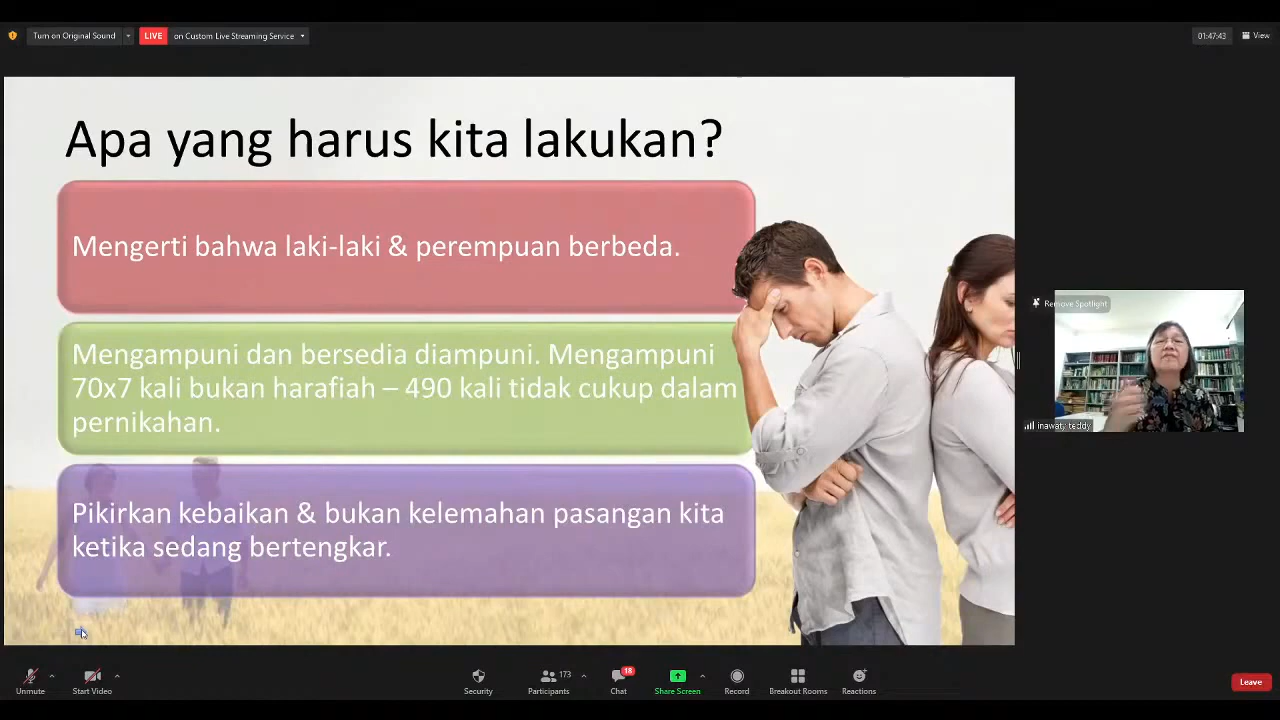 Turn on Original Sound
LIVE
on Custom Live Streaming Service
01:47:43
View
Apa yang harus kita lakukan?
Mengerti bahwa laki-laki & perempuan berbeda.
Mengampuni dan bersedia diampuni. Mengampuni
70x7 kali bukan harafiah – 490 kali tidak cukup dalam
pernikahan.
Pikirkan kebaikan & bukan kelemahan pasangan kita
ketika sedang bertengkar.
Remove Spotlight
inawaty teddy
Unmute
Start Video
Security
173
Participants
18
Chat
Share Screen
Record
Breakout Rooms
Reactions
Leave